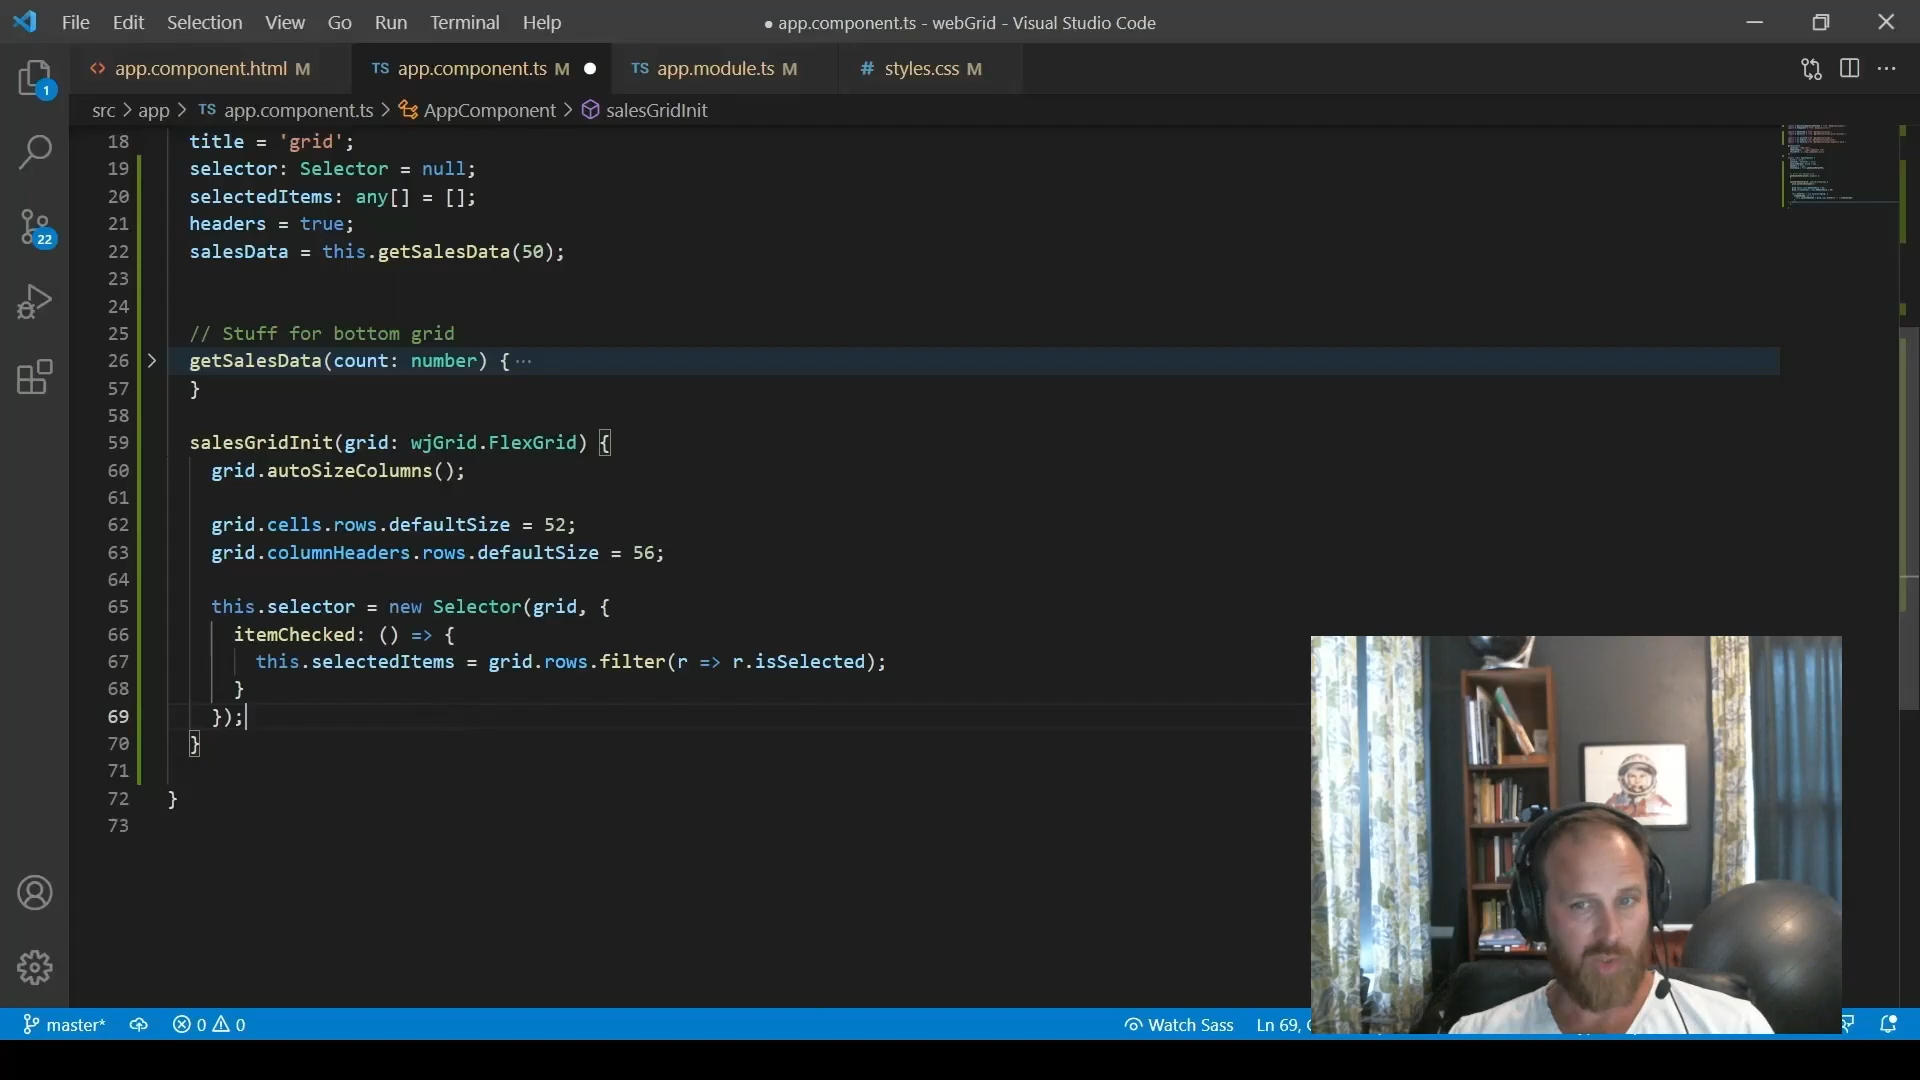 File Edit Selection View Go Run Terminal Help
● app.component.ts - webGrid - Visual Studio Code
<> app.component.html M
TS app.component.ts M ●
TS app.module.ts M
# styles.css M
src > app > TS app.component.ts > AppComponent > salesGridInit
1
22
18 title = 'grid';
19 selector: Selector = null;
20 selectedItems: any[] = [];
21 headers = true;
22 salesData = this.getSalesData(50);
23
24
25 // Stuff for bottom grid
26 > getSalesData(count: number) { ···
57 }
58
59 salesGridInit(grid: wjGrid.FlexGrid) {
60 grid.autoSizeColumns();
61
62 grid.cells.rows.defaultSize = 52;
63 grid.columnHeaders.rows.defaultSize = 56;
64
65 this.selector = new Selector(grid, {
66 itemChecked: () => {
67 this.selectedItems = grid.rows.filter(r => r.isSelected);
68 }
69 });
70 }
71
72 }
73
master* 0 0 Watch Sass Ln 69,